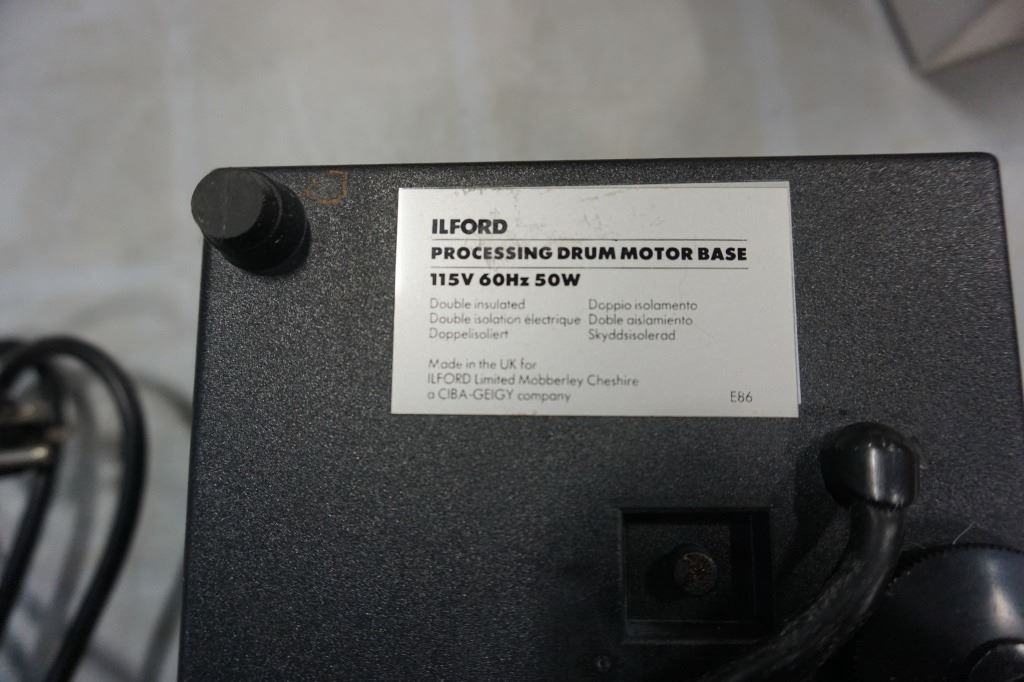 ILFORD
PROCESSING DRUM MOTOR BASE
115V 60Hz 50W
Double insulated Doppio isolamento
Double isolation électrique Doble aislamiento
Doppelisoliert Skyddsisolerad
Made in the UK for
ILFORD Limited Mobberley Cheshire
a CIBA-GEIGY company E86